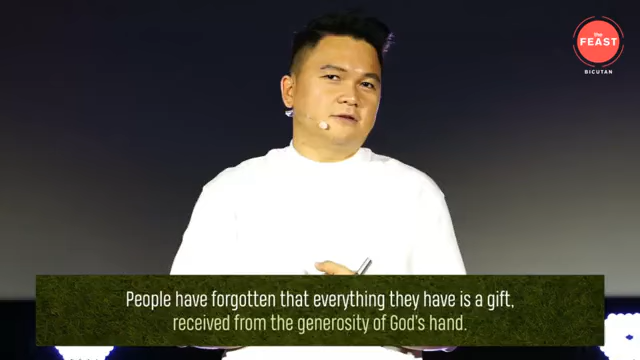 the
FEAST
BICUTAN
People have forgotten that everything they have is a gift,
received from the generosity of God's hand.